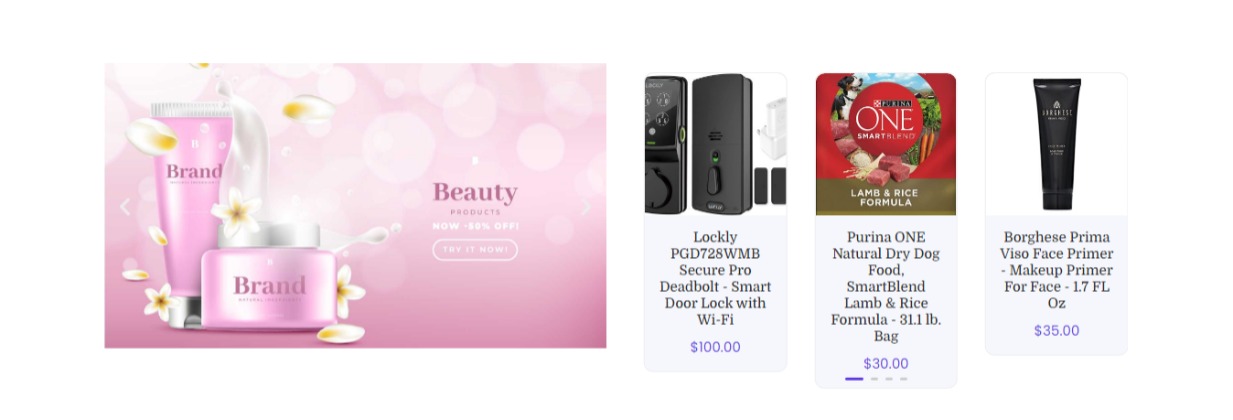 Brand
NATURAL INGREDIENTS
B
Brand
NATURAL INGREDIENTS
Beauty
PRODUCTS
NOW -50% OFF!
TRY IT NOW!
Lockly
PGD728WMB
Secure Pro
Deadbolt - Smart
Door Lock with
Wi-Fi
$100.00
PURINA
ONE
SMARTBLEND
LAMB & RICE
FORMULA
Purina ONE
Natural Dry Dog
Food,
SmartBlend
Lamb & Rice
Formula - 31.1 lb.
Bag
$30.00
BORGHESE
Borghese Prima
Viso Face Primer
- Makeup Primer
For Face - 1.7 FL
Oz
$35.00